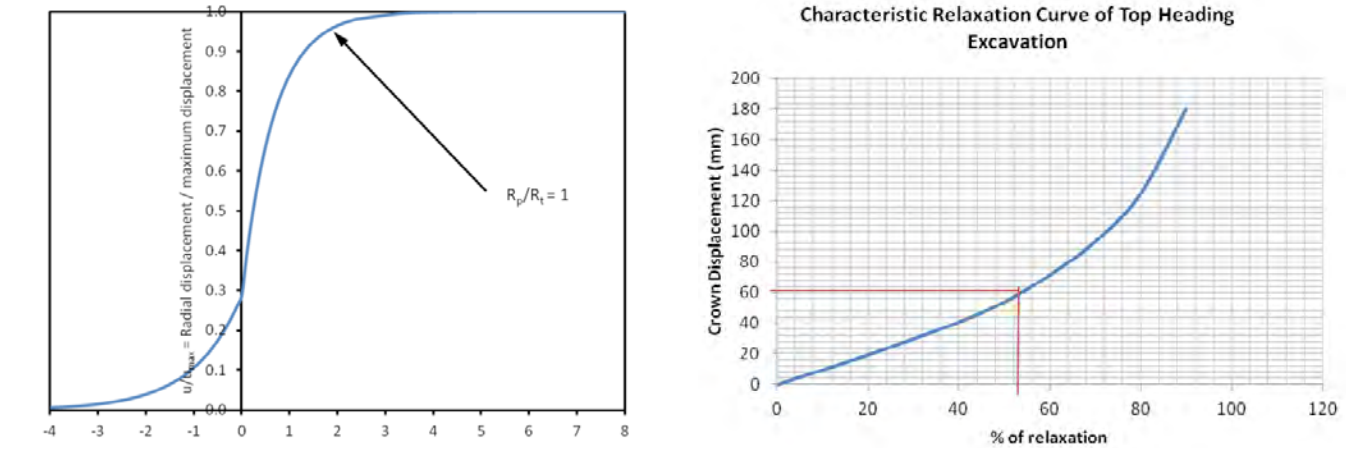 u/umax = Radial displacement / maximum displacement
1.0
0.9
0.8
0.7
0.6
0.5
0.4
0.3
0.2
0.1
0.0
-4 -3 -2 -1 0 1 2 3 4 5 6 7 8
Rp/Rt = 1
Characteristic Relaxation Curve of Top Heading
Excavation
Crown Displacement (mm)
200
180
160
140
120
100
80
60
40
20
0
0 20 40 60 80 100 120
% of relaxation